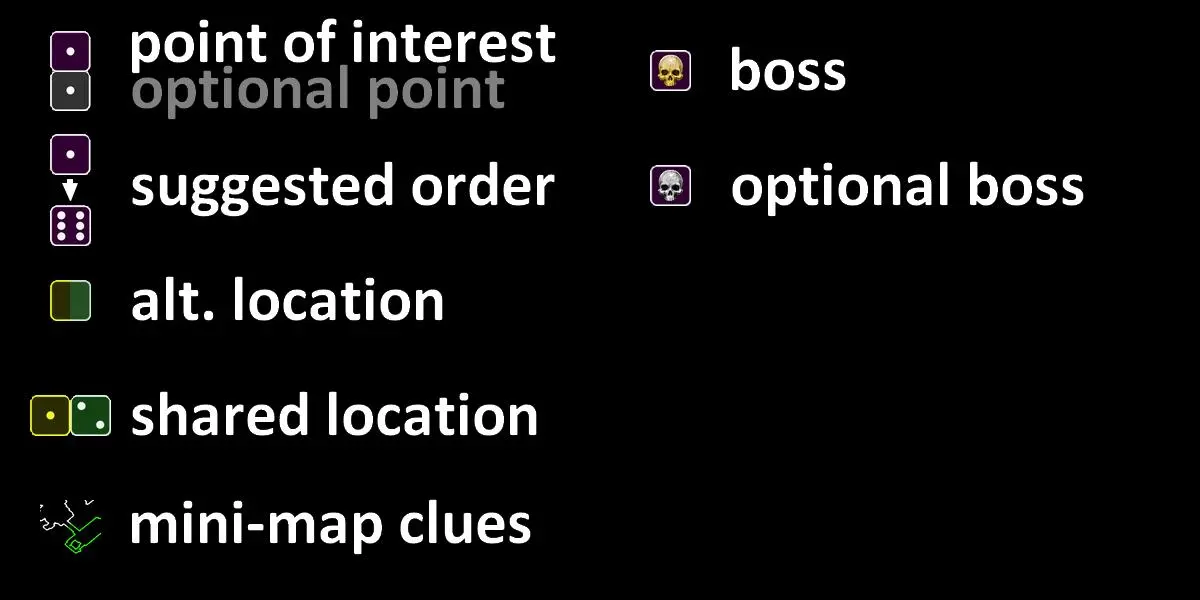 point of interest
optional point
suggested order
alt. location
shared location
mini-map clues
boss
optional boss